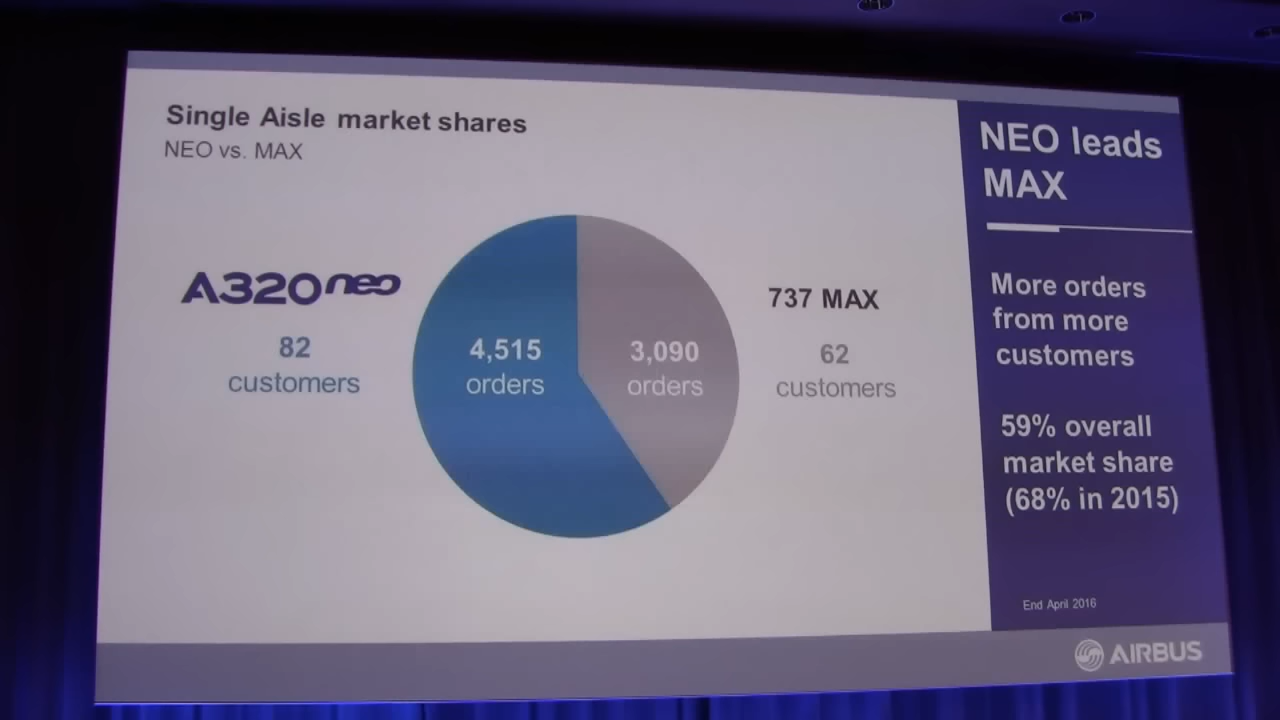 Single Aisle market shares
NEO vs. MAX
A320neo
82
customers
4,515
orders
3,090
orders
737 MAX
62
customers
NEO leads
MAX
More orders
from more
customers
59% overall
market share
(68% in 2015)
End April 2016
AIRBUS